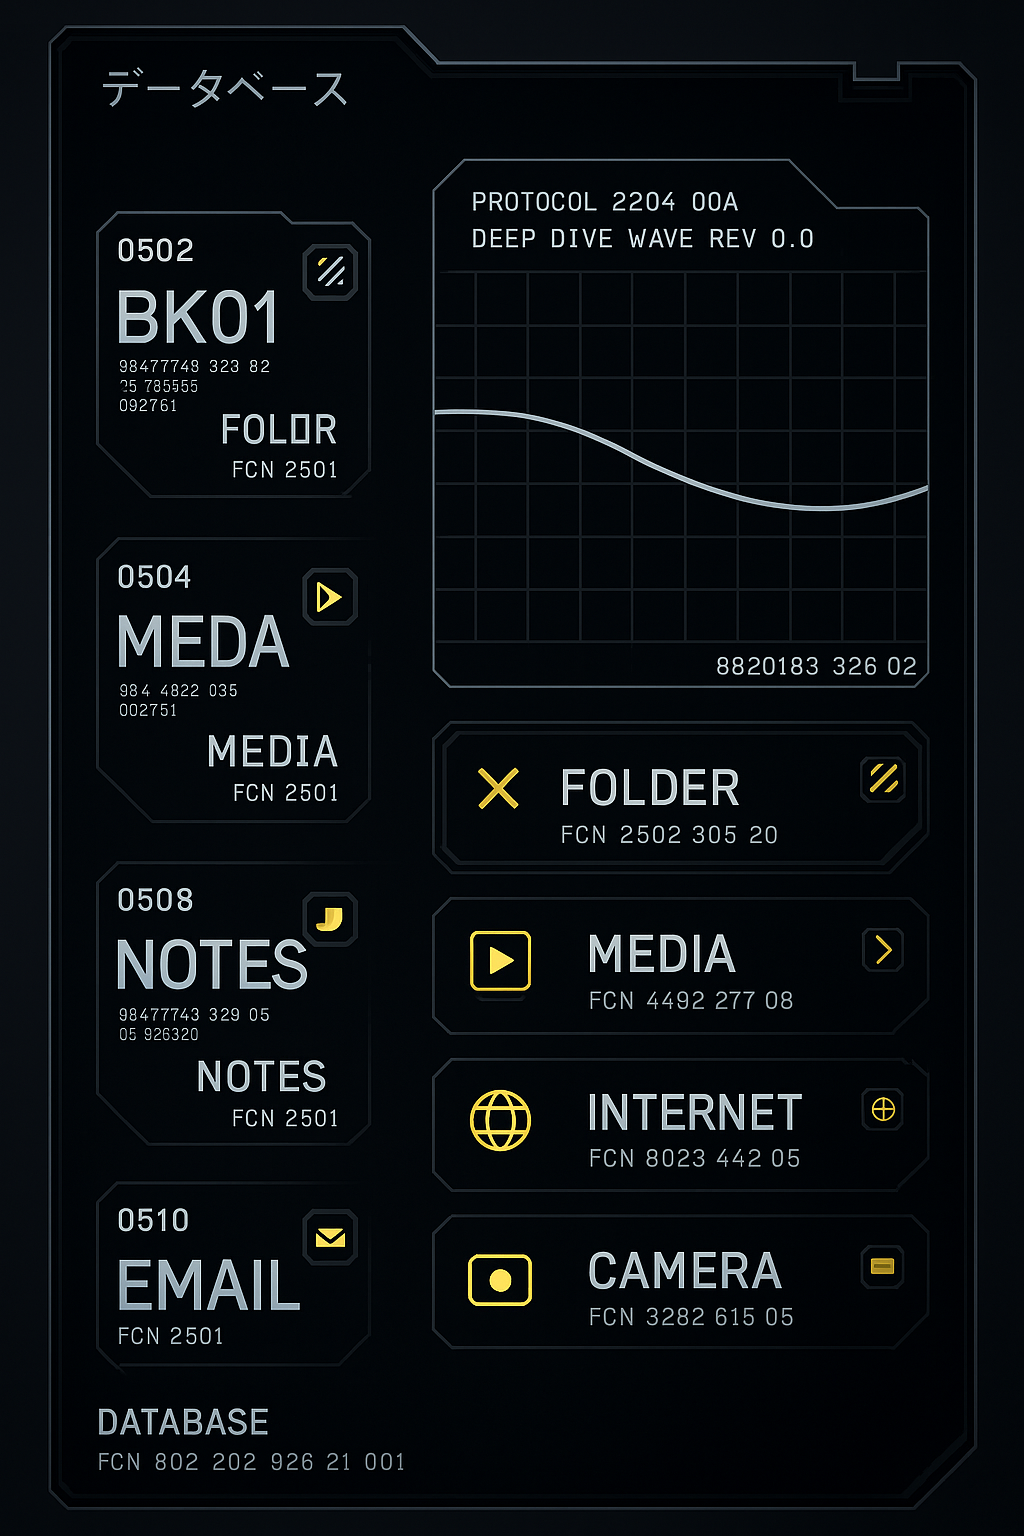 データベース
0502
BK01
98477748 323 82
25 785555
092761
FOL▯R
FCN 2501
0504
MEDA
984 4822 035
002751
MEDIA
FCN 2501
0508
NOTES
98477743 329 05
05 926320
NOTES
FCN 2501
0510
EMAIL
FCN 2501
PROTOCOL 2204 00A
DEEP DIVE WAVE REV 0.0
8820183 326 02
FOLDER
FCN 2502 305 20
MEDIA
FCN 4492 277 08
INTERNET
FCN 8023 442 05
CAMERA
FCN 3282 615 05
DATABASE
FCN 802 202 926 21 001